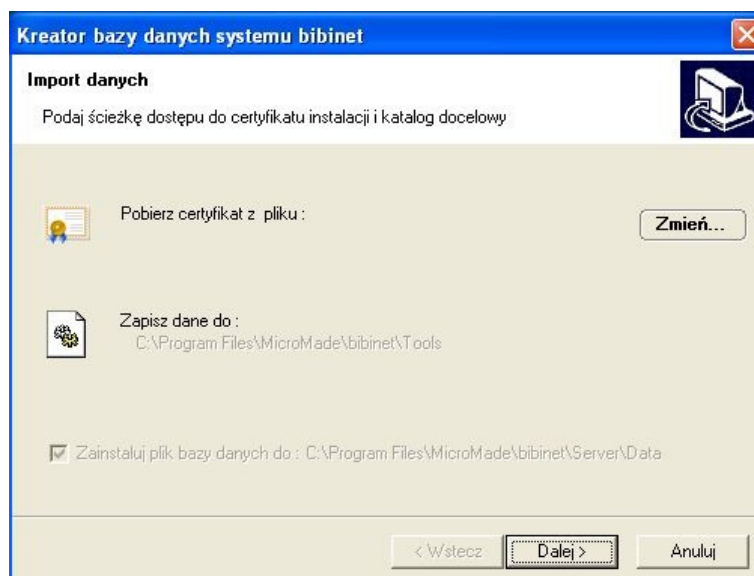 Kreator bazy danych systemu bibinet
Import danych
Podaj ścieżkę dostępu do certyfikatu instalacji i katalog docelowy
Pobierz certyfikat z pliku :
Zmień...
Zapisz dane do :
C:\Program Files\MicroMade\bibinet\Tools
Zainstaluj plik bazy danych do : C:\Program Files\MicroMade\bibinet\Server\Data
< Wstecz
Dalej >
Anuluj